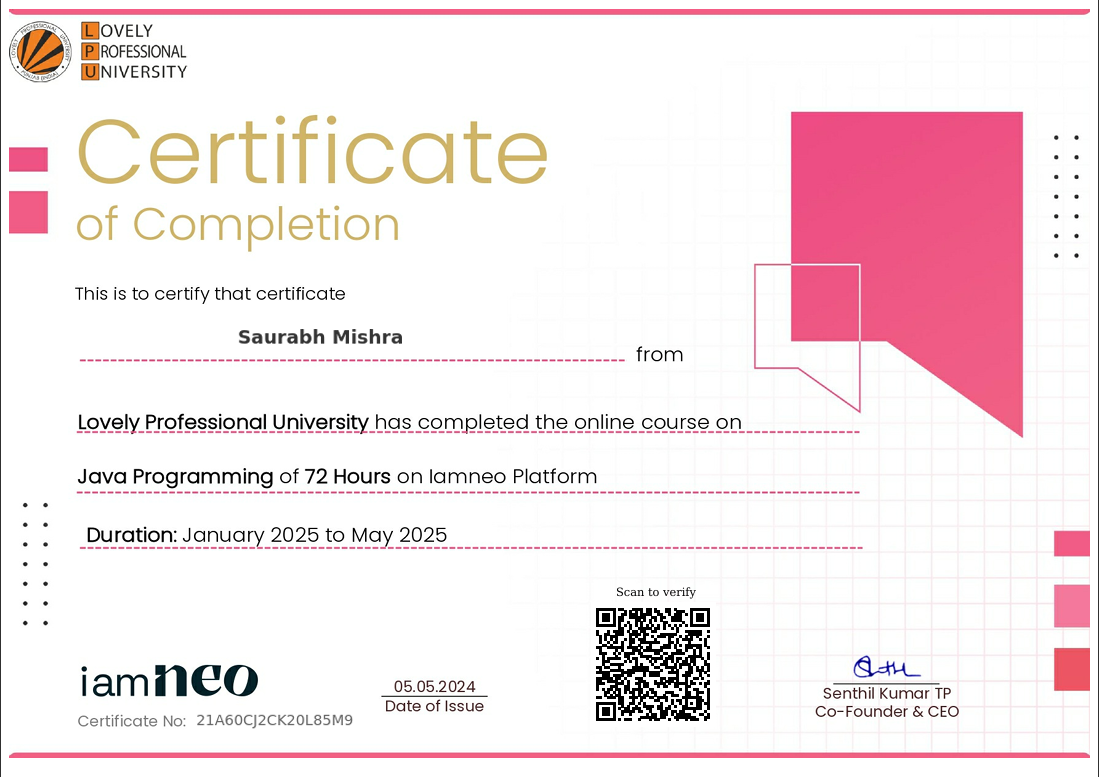 LOVELY
PROFESSIONAL
UNIVERSITY
Certificate
of Completion
This is to certify that certificate
Saurabh Mishra
from
Lovely Professional University has completed the online course on
Java Programming of 72 Hours on Iamneo Platform
Duration: January 2025 to May 2025
Scan to verify
iamneo
Certificate No: 21A60CJ2CK20L85M9
05.05.2024
Date of Issue
Senthil Kumar TP
Co-Founder & CEO